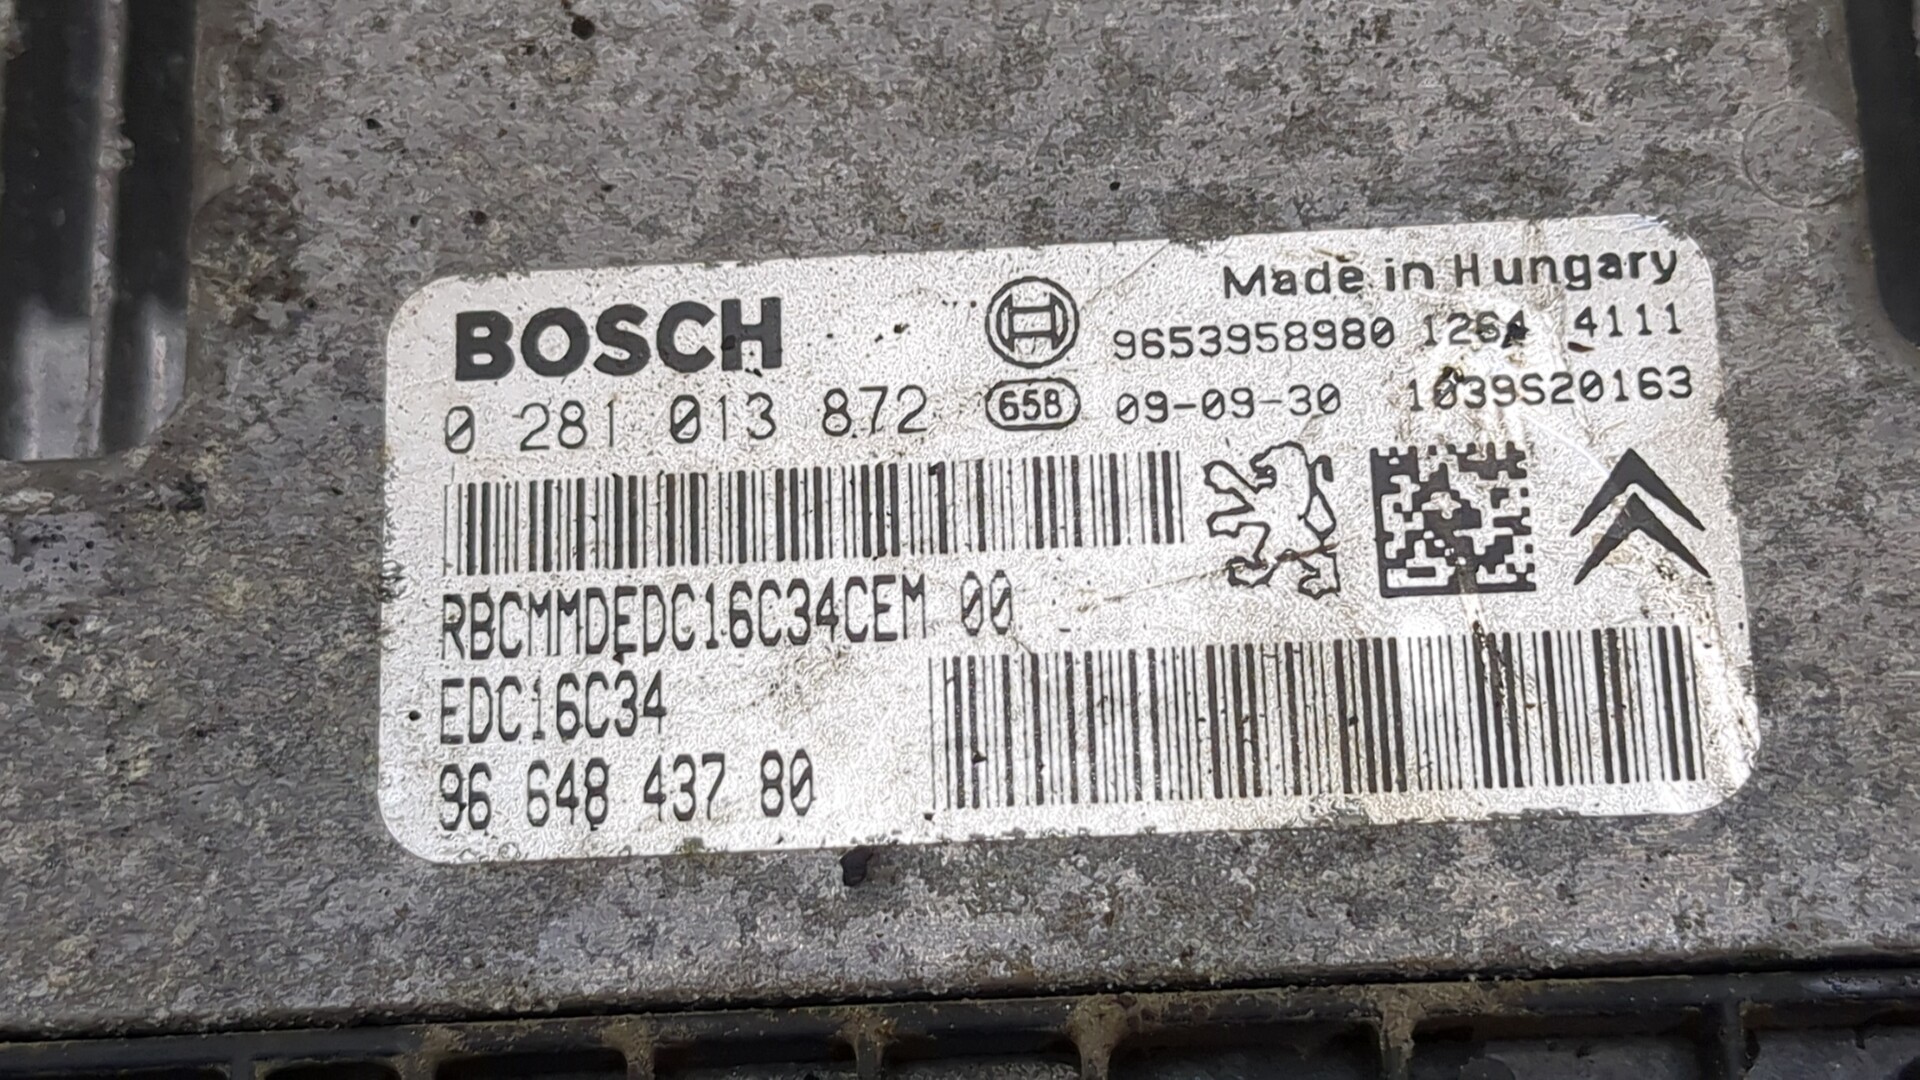 BOSCH
Made in Hungary
9653958980 1264 4111
0 281 013 872
658 09-09-30 1039S20163
RBCMMDEDC16C34CEM 00
EDC16C34
96 648 437 80